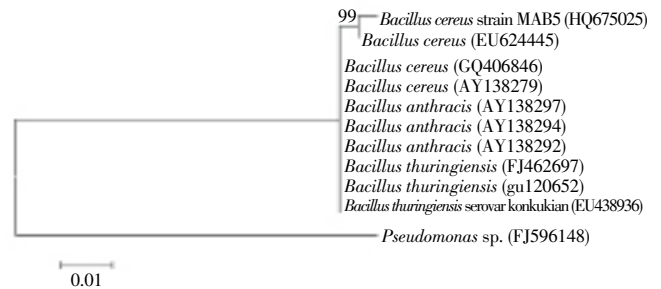 99
Bacillus cereus strain MAB5 (HQ675025)
Bacillus cereus (EU624445)
Bacillus cereus (GQ406846)
Bacillus cereus (AY138279)
Bacillus anthracis (AY138297)
Bacillus anthracis (AY138294)
Bacillus anthracis (AY138292)
Bacillus thuringiensis (FJ462697)
Bacillus thuringiensis (gu120652)
Bacillus thuringiensis serovar konkukian (EU438936)
Pseudomonas sp. (FJ596148)
0.01